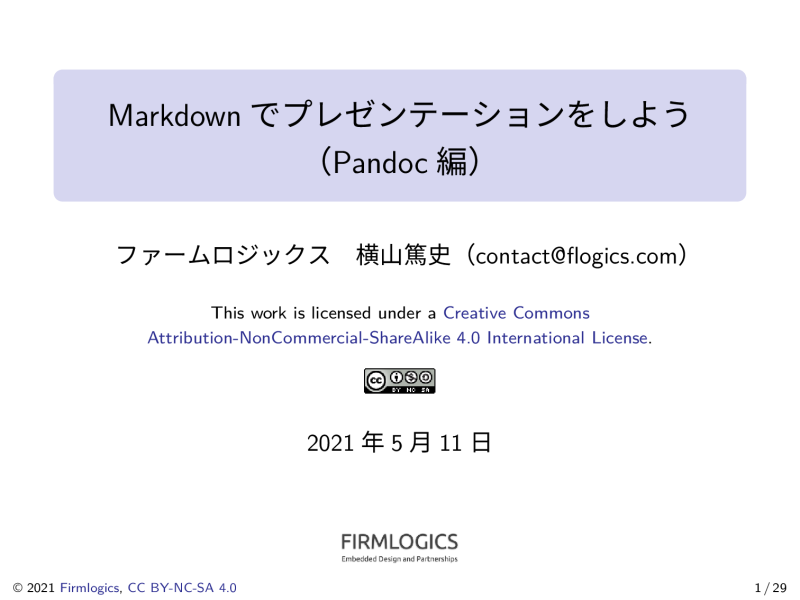 Markdown でプレゼンテーションをしよう
（Pandoc 編）
ファームロジックス　横山篤史（contact@flogics.com）
This work is licensed under a Creative Commons
Attribution-NonCommercial-ShareAlike 4.0 International License.
cc BY NC SA
2021 年 5 月 11 日
FIRMLOGICS
Embedded Design and Partnerships
© 2021 Firmlogics, CC BY-NC-SA 4.0
1 / 29